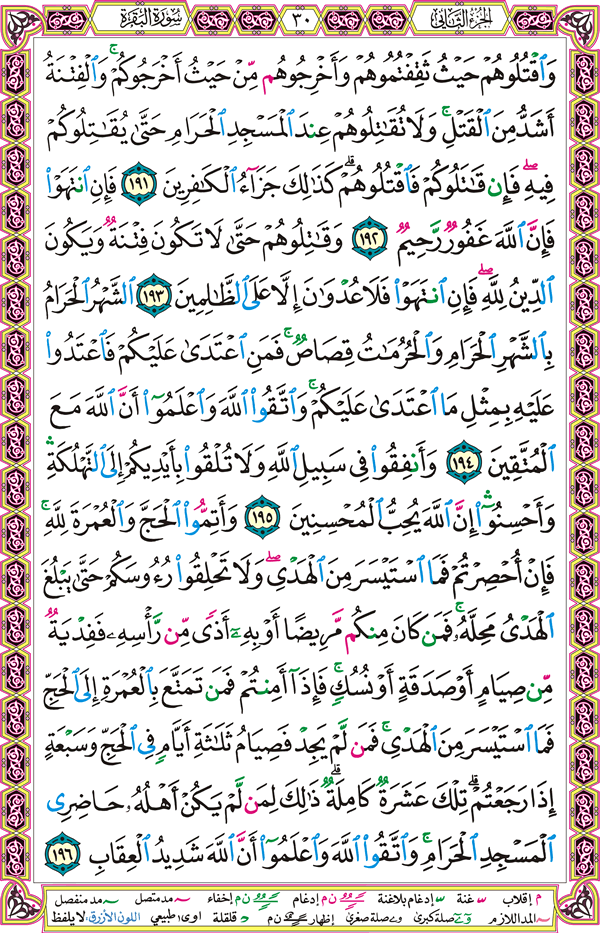 الجزء الثاني ٣٠ سورة البقرة
وَٱقْتُلُوهُمْ حَيْثُ ثَقِفْتُمُوهُمْ وَأَخْرِجُوهُم مِّنْ حَيْثُ أَخْرَجُوكُمْ ۚ وَٱلْفِتْنَةُ
أَشَدُّ مِنَ ٱلْقَتْلِ ۚ وَلَا تُقَـٰتِلُوهُمْ عِندَ ٱلْمَسْجِدِ ٱلْحَرَامِ حَتَّىٰ يُقَـٰتِلُوكُمْ
فِيهِ ۖ فَإِن قَـٰتَلُوكُمْ فَٱقْتُلُوهُمْ ۗ كَذَٰلِكَ جَزَآءُ ٱلْكَـٰفِرِينَ ١٩١ فَإِنِ ٱنتَهَوْا۟
فَإِنَّ ٱللَّهَ غَفُورٌ رَّحِيمٌ ١٩٢ وَقَـٰتِلُوهُمْ حَتَّىٰ لَا تَكُونَ فِتْنَةٌ وَيَكُونَ
ٱلدِّينُ لِلَّهِ ۖ فَإِنِ ٱنتَهَوْا۟ فَلَا عُدْوَٰنَ إِلَّا عَلَى ٱلظَّـٰلِمِينَ ١٩٣ ٱلشَّهْرُ ٱلْحَرَامُ
بِٱلشَّهْرِ ٱلْحَرَامِ وَٱلْحُرُمَـٰتُ قِصَاصٌ ۚ فَمَنِ ٱعْتَدَىٰ عَلَيْكُمْ فَٱعْتَدُوا۟
عَلَيْهِ بِمِثْلِ مَا ٱعْتَدَىٰ عَلَيْكُمْ ۚ وَٱتَّقُوا۟ ٱللَّهَ وَٱعْلَمُوٓا۟ أَنَّ ٱللَّهَ مَعَ
ٱلْمُتَّقِينَ ١٩٤ وَأَنفِقُوا۟ فِى سَبِيلِ ٱللَّهِ وَلَا تُلْقُوا۟ بِأَيْدِيكُمْ إِلَى ٱلتَّهْلُكَةِ ۛ
وَأَحْسِنُوٓا۟ ۛ إِنَّ ٱللَّهَ يُحِبُّ ٱلْمُحْسِنِينَ ١٩٥ وَأَتِمُّوا۟ ٱلْحَجَّ وَٱلْعُمْرَةَ لِلَّهِ ۚ
فَإِنْ أُحْصِرْتُمْ فَمَا ٱسْتَيْسَرَ مِنَ ٱلْهَدْىِ ۖ وَلَا تَحْلِقُوا۟ رُءُوسَكُمْ حَتَّىٰ يَبْلُغَ
ٱلْهَدْىُ مَحِلَّهُۥ ۚ فَمَن كَانَ مِنكُم مَّرِيضًا أَوْ بِهِۦٓ أَذًى مِّن رَّأْسِهِۦ فَفِدْيَةٌ
مِّن صِيَامٍ أَوْ صَدَقَةٍ أَوْ نُسُكٍ ۚ فَإِذَآ أَمِنتُمْ فَمَن تَمَتَّعَ بِٱلْعُمْرَةِ إِلَى ٱلْحَجِّ
فَمَا ٱسْتَيْسَرَ مِنَ ٱلْهَدْىِ ۚ فَمَن لَّمْ يَجِدْ فَصِيَامُ ثَلَـٰثَةِ أَيَّامٍ فِى ٱلْحَجِّ وَسَبْعَةٍ
إِذَا رَجَعْتُمْ ۗ تِلْكَ عَشَرَةٌ كَامِلَةٌ ۗ ذَٰلِكَ لِمَن لَّمْ يَكُنْ أَهْلُهُۥ حَاضِرِى
ٱلْمَسْجِدِ ٱلْحَرَامِ ۚ وَٱتَّقُوا۟ ٱللَّهَ وَٱعْلَمُوٓا۟ أَنَّ ٱللَّهَ شَدِيدُ ٱلْعِقَابِ ١٩٦
م إقلاب غنة إدغام بلاغنة ن م إدغام ن م إخفاء مد متصل مد منفصل
المد اللازم صلة كبرى صلة صغرى إظهار ن م قلقلة اوى طبيعي اللون الأزرق: لا يلفظ